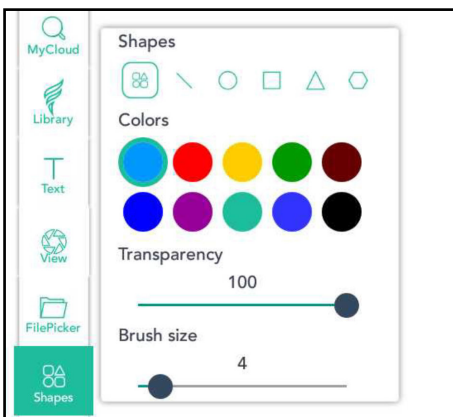 MyCloud
Library
Text
View
FilePicker
Shapes
Shapes
Colors
Transparency
100
Brush size
4